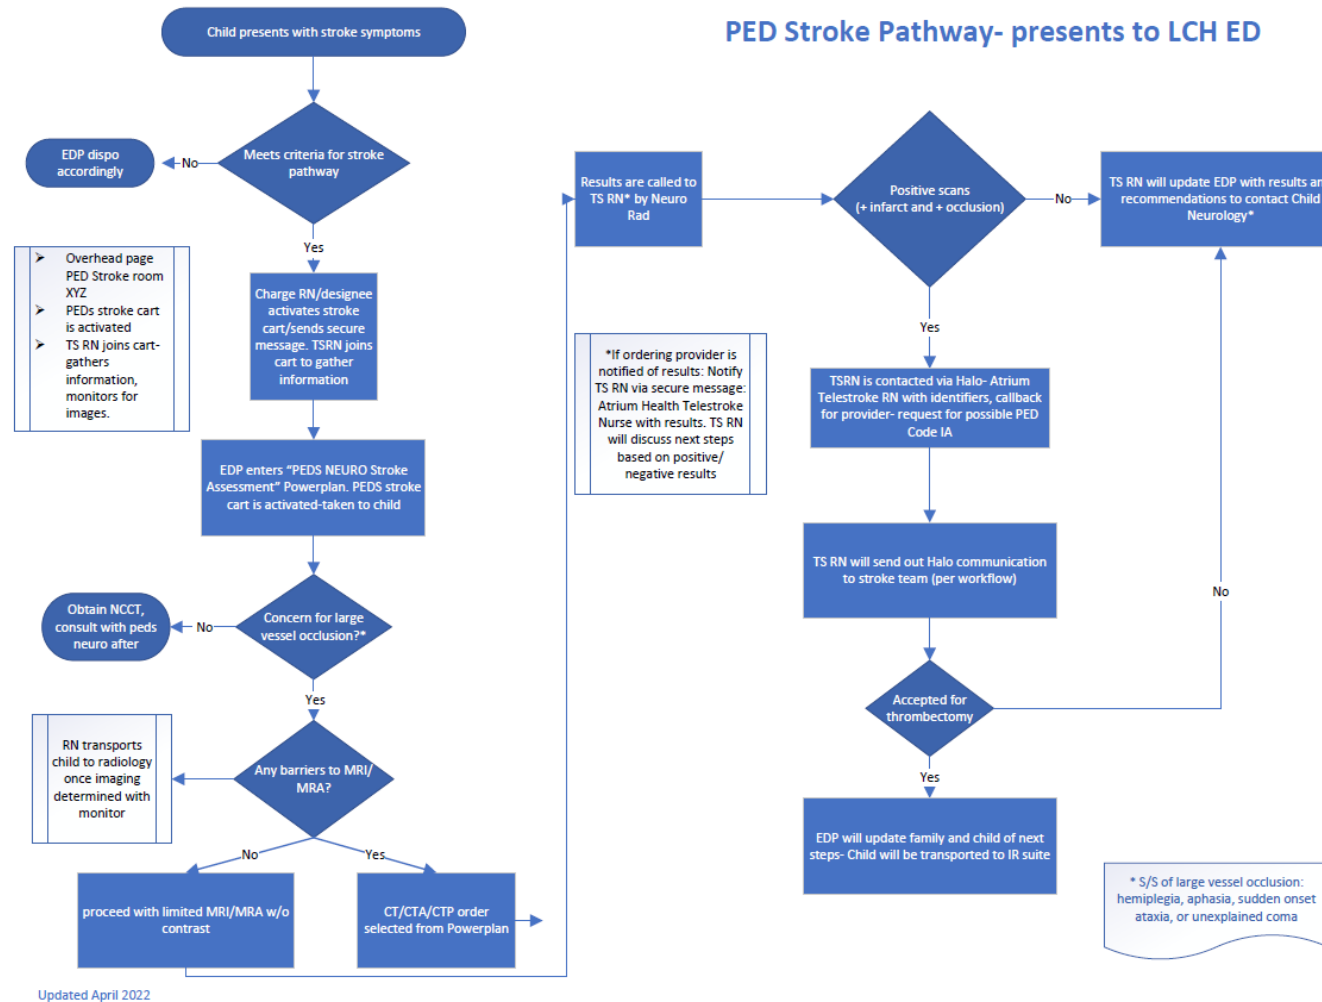 PED Stroke Pathway- presents to LCH ED
Child presents with stroke symptoms
Meets criteria for stroke
pathway
No
EDP dispo
accordingly
Yes
➢ Overhead page
PED Stroke room
XYZ
➢ PEDs stroke cart
is activated
➢ TS RN joins cart-
gathers
information,
monitors for
images.
Charge RN/designee
activates stroke
cart/sends secure
message. TSRN joins
cart to gather
information
EDP enters “PEDS NEURO Stroke
Assessment” Powerplan. PEDS stroke
cart is activated-taken to child
Concern for large
vessel occlusion?*
No
Obtain NCCT,
consult with peds
neuro after
Yes
Any barriers to MRI/
MRA?
RN transports
child to radiology
once imaging
determined with
monitor
No
Yes
proceed with limited MRI/MRA w/o
contrast
CT/CTA/CTP order
selected from Powerplan
Results are called to
TS RN* by Neuro
Rad
Positive scans
(+ infarct and + occlusion)
No
TS RN will update EDP with results an
recommendations to contact Child
Neurology*
Yes
*If ordering provider is
notified of results: Notify
TS RN via secure message:
Atrium Health Telestroke
Nurse with results. TS RN
will discuss next steps
based on positive/
negative results
TSRN is contacted via Halo- Atrium
Telestroke RN with identifiers, callback
for provider- request for possible PED
Code IA
TS RN will send out Halo communication
to stroke team (per workflow)
No
Accepted for
thrombectomy
Yes
EDP will update family and child of next
steps- Child will be transported to IR suite
* S/S of large vessel occlusion:
hemiplegia, aphasia, sudden onset
ataxia, or unexplained coma
Updated April 2022